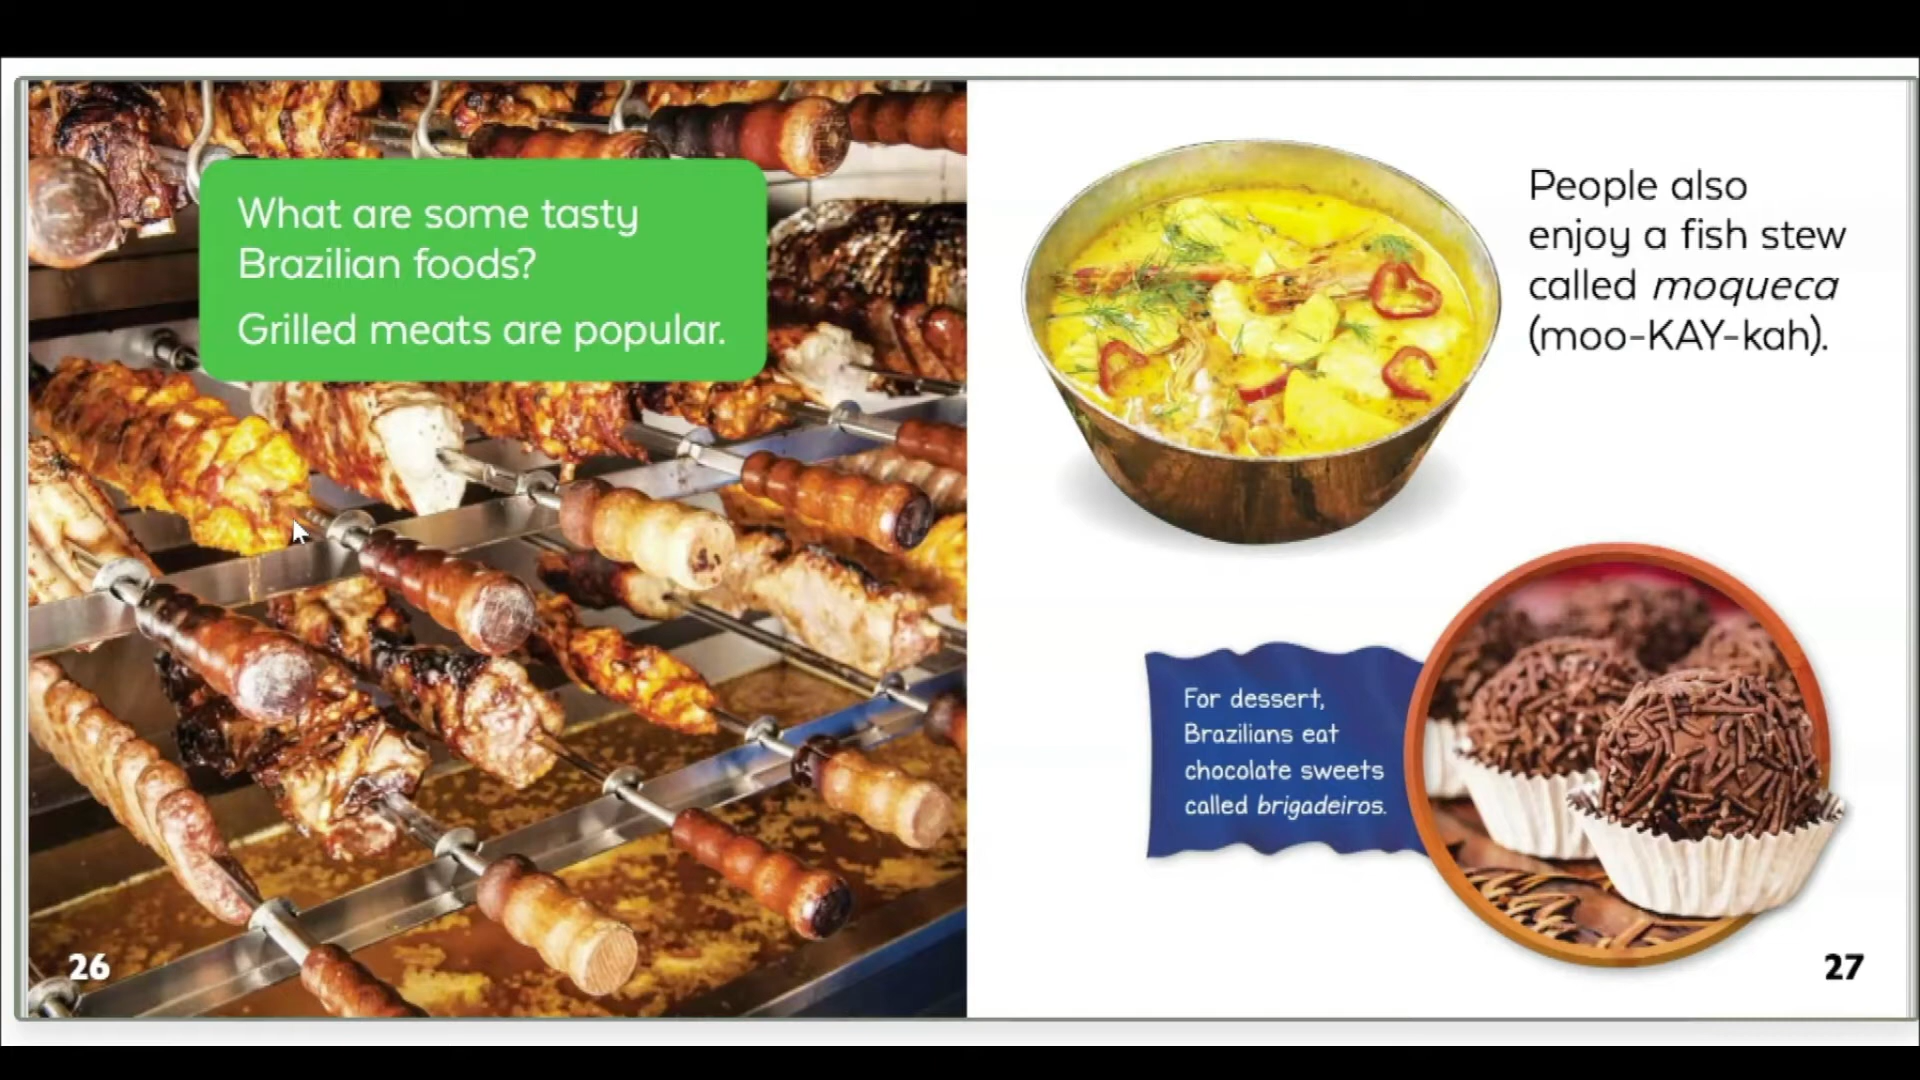 What are some tasty
Brazilian foods?
Grilled meats are popular.
26
People also
enjoy a fish stew
called moqueca
(moo-KAY-kah).
For dessert,
Brazilians eat
chocolate sweets
called brigadeiros.
27